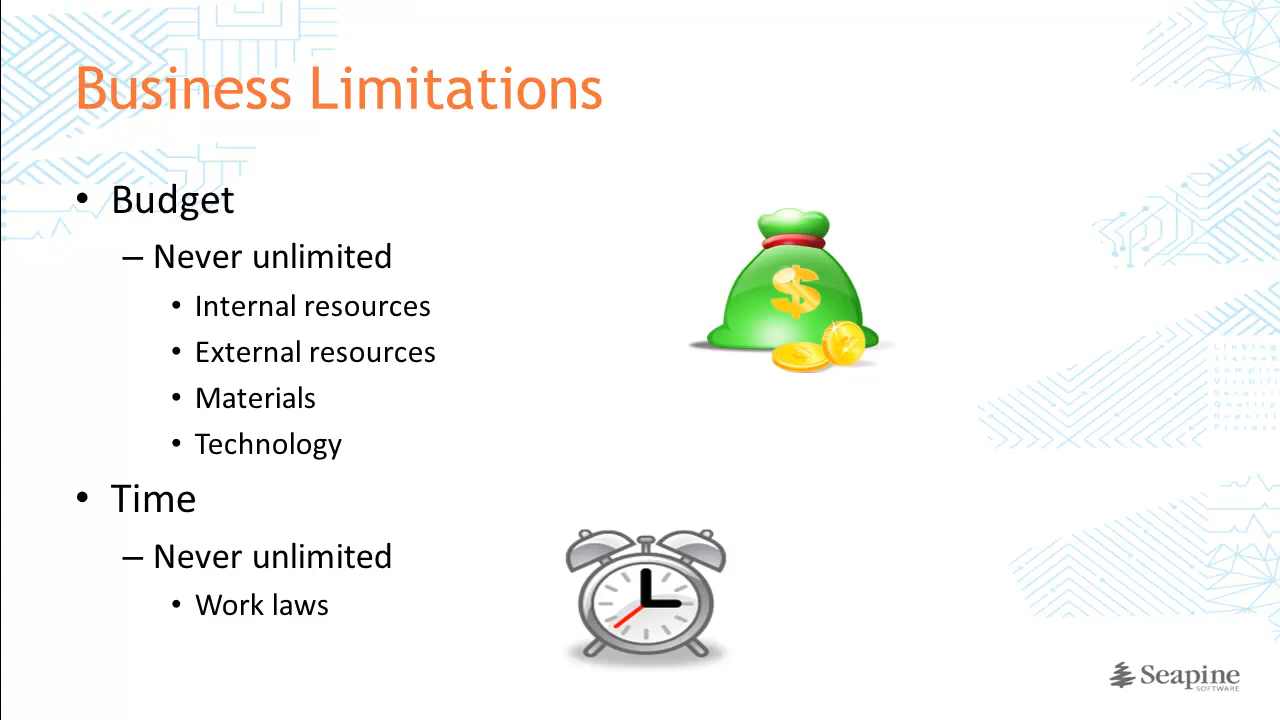 Business Limitations
• Budget
– Never unlimited
• Internal resources
• External resources
• Materials
• Technology
• Time
– Never unlimited
• Work laws
$
Seapine
SOFTWARE